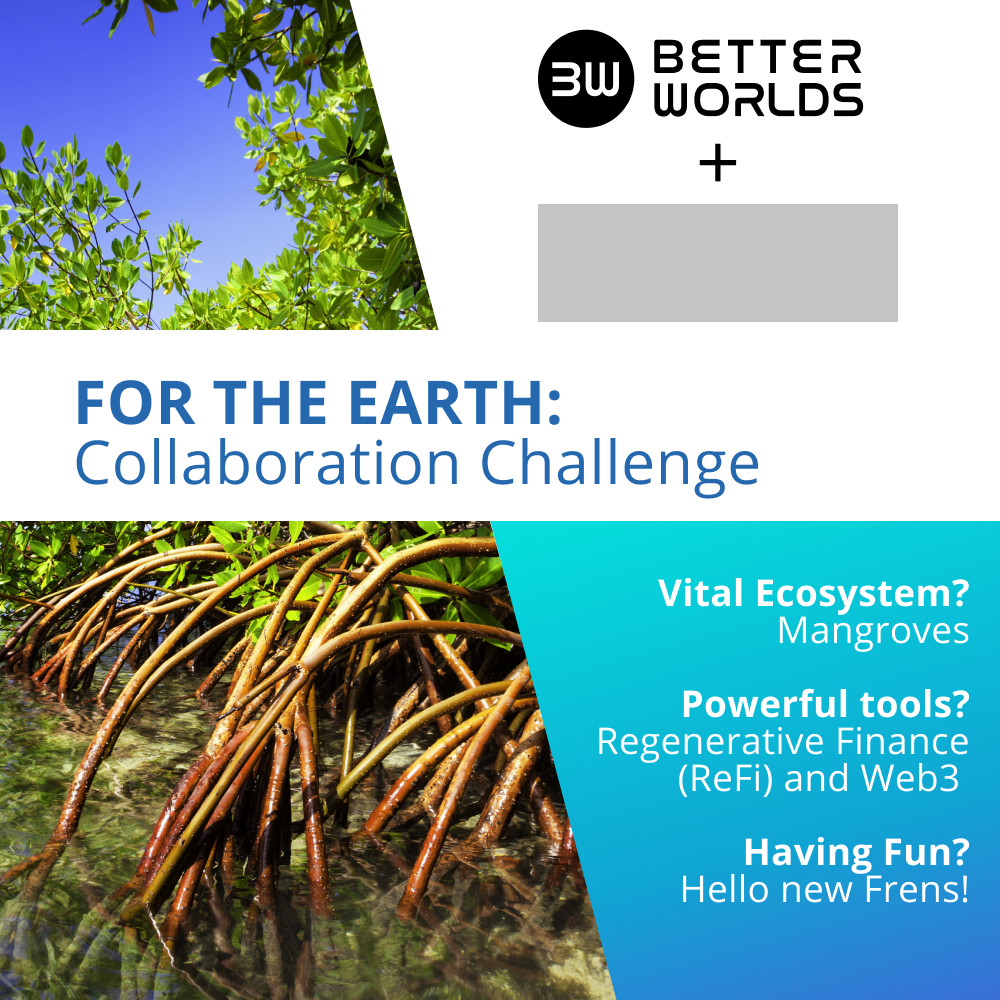 BW BETTER
WORLDS
+
FOR THE EARTH:
Collaboration Challenge
Vital Ecosystem?
Mangroves
Powerful tools?
Regenerative Finance
(ReFi) and Web3
Having Fun?
Hello new Frens!